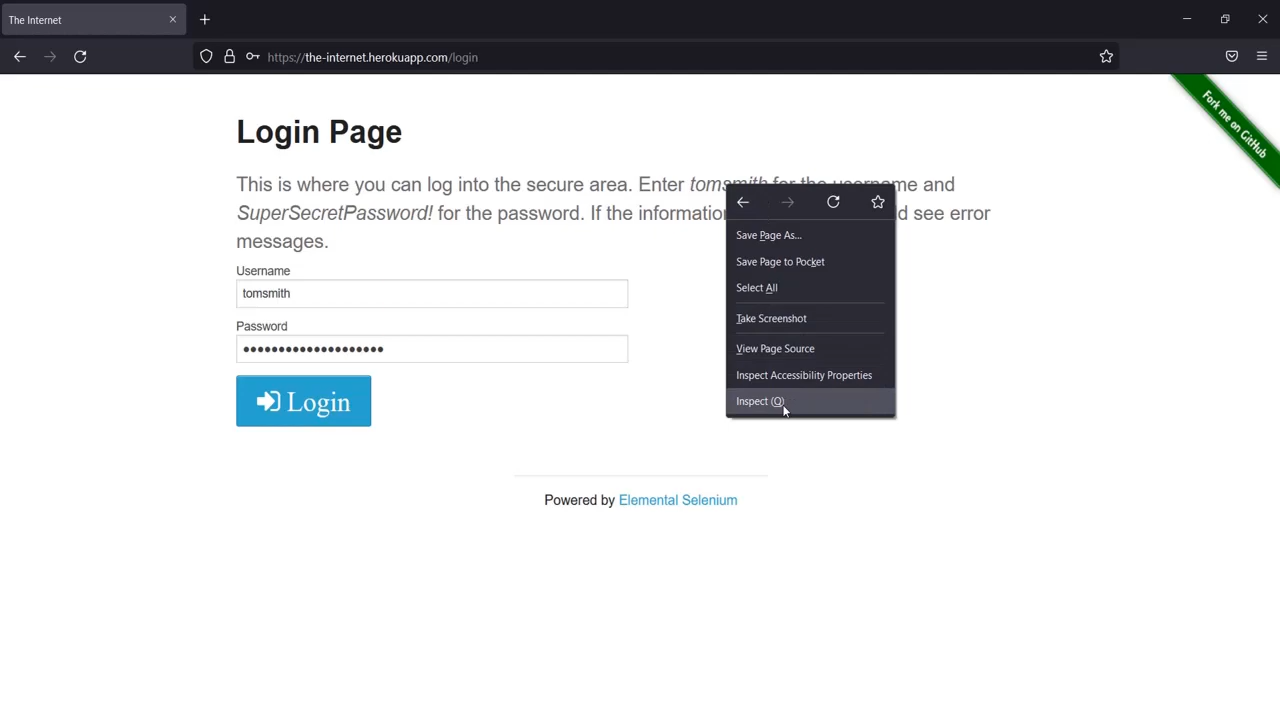 The Internet
https://the-internet.herokuapp.com/login
Fork me on GitHub
Login Page
This is where you can log into the secure area. Enter tomsmith for the username and
SuperSecretPassword! for the password. If the information
d see error
messages.
Username
tomsmith
Password
Login
Save Page As...
Save Page to Pocket
Select All
Take Screenshot
View Page Source
Inspect Accessibility Properties
Inspect (Q)
Powered by Elemental Selenium